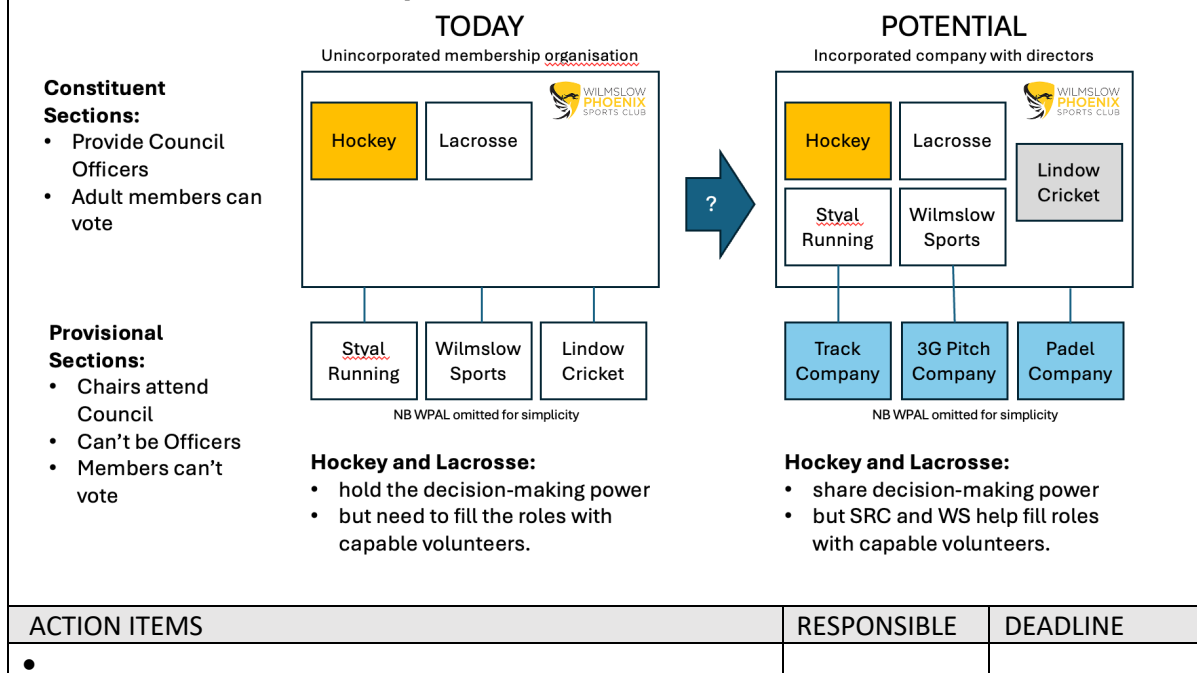 TODAY
Unincorporated membership organisation
POTENTIAL
Incorporated company with directors
Constituent
Sections:
• Provide Council
Officers
• Adult members can
vote
WILMSLOW
PHOENIX
SPORTS CLUB
Hockey
Lacrosse
?
WILMSLOW
PHOENIX
SPORTS CLUB
Hockey
Lacrosse
Lindow
Cricket
Styal
Running
Wilmslow
Sports
Provisional
Sections:
• Chairs attend
Council
• Can't be Officers
• Members can't
vote
Styal
Running
Wilmslow
Sports
Lindow
Cricket
NB WPAL omitted for simplicity
Track
Company
3G Pitch
Company
Padel
Company
NB WPAL omitted for simplicity
Hockey and Lacrosse:
• hold the decision-making power
• but need to fill the roles with
capable volunteers.
Hockey and Lacrosse:
• share decision-making power
• but SRC and WS help fill roles
with capable volunteers.
ACTION ITEMS
RESPONSIBLE
DEADLINE
•